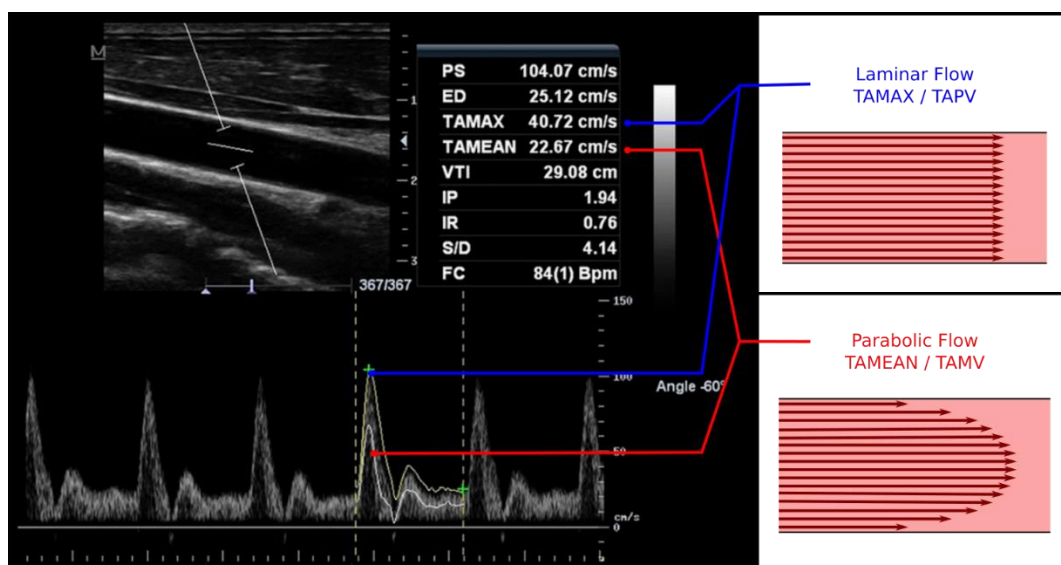 M
PS 104.07 cm/s
ED 25.12 cm/s
TAMAX 40.72 cm/s
TAMEAN 22.67 cm/s
VTI 29.08 cm
IP 1.94
IR 0.76
S/D 4.14
FC 84(1) Bpm
1
2
3
367/367
150
100
Angle -60°
50
cm/s
0
Laminar Flow
TAMAX / TAPV
Parabolic Flow
TAMEAN / TAMV